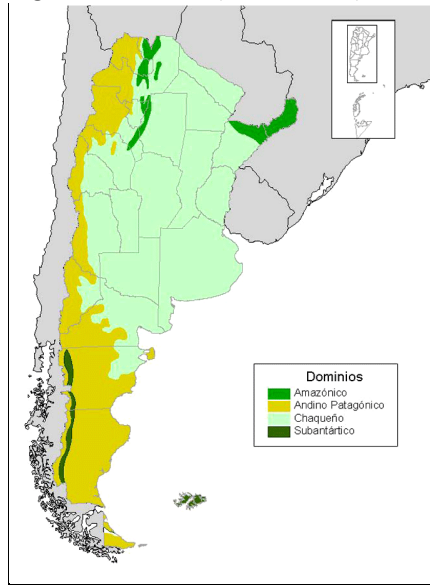 Dominios
Amazónico
Andino Patagónico
Chaqueño
Subantártico